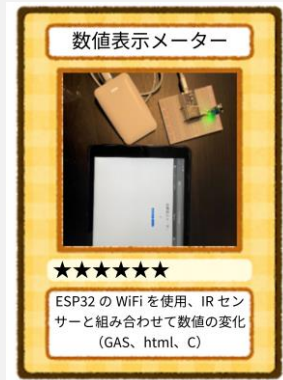 数値表示メーター
★★★★★★
ESP32 の WiFi を使用、IR セン
サーと組み合わせて数値の変化
（GAS、html、C）